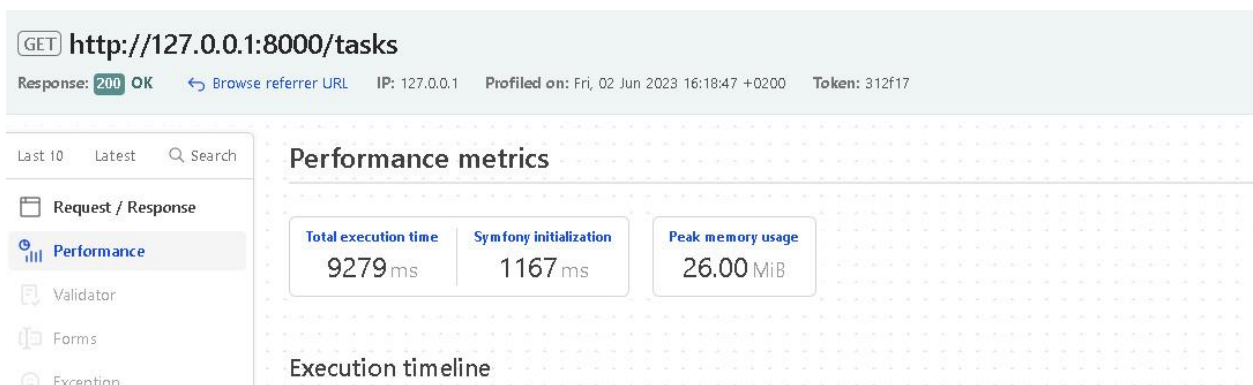 GET http://127.0.0.1:8000/tasks
Response: 200 OK Browse referrer URL IP: 127.0.0.1 Profiled on: Fri, 02 Jun 2023 16:18:47 +0200 Token: 312f17
Last 10 Latest Search
Request / Response
Performance
Validator
Forms
Exception
Performance metrics
Total execution time
9279 ms
Symfony initialization
1167 ms
Peak memory usage
26.00 MiB
Execution timeline